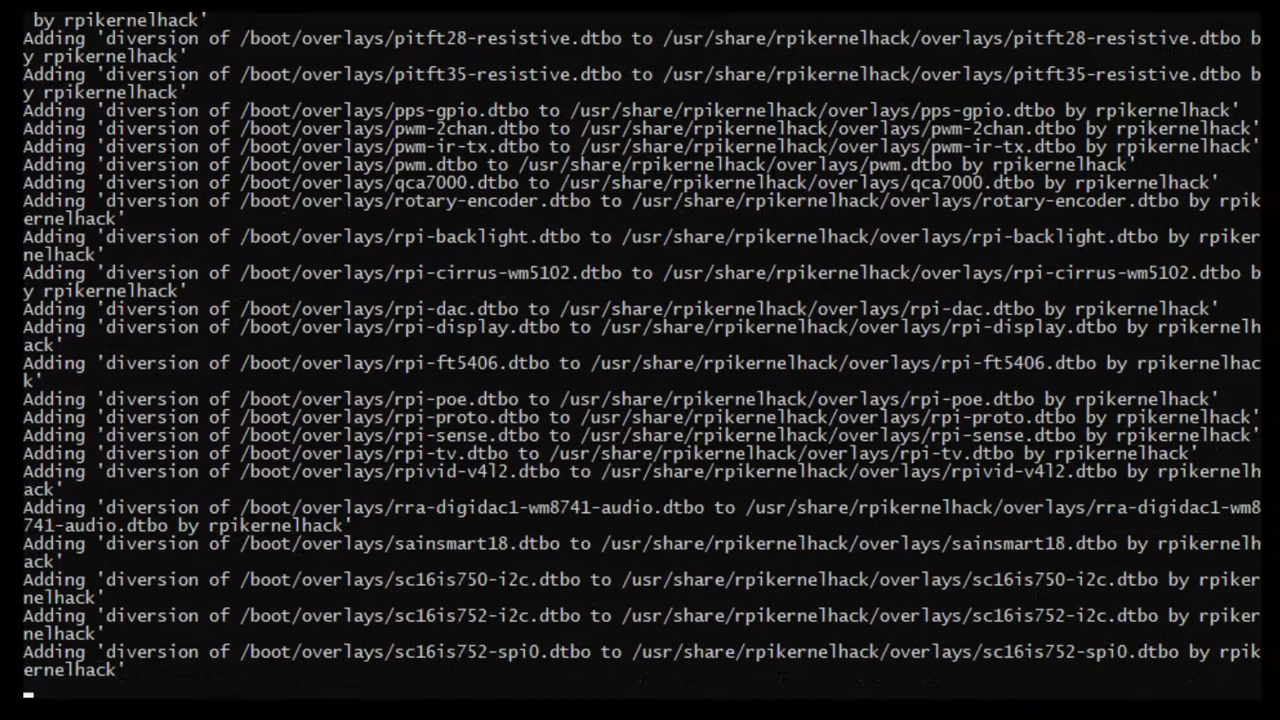 by rpikernelhack'
Adding 'diversion of /boot/overlays/pitft28-resistive.dtbo to /usr/share/rpikernelhack/overlays/pitft28-resistive.dtbo b
y rpikernelhack'
Adding 'diversion of /boot/overlays/pitft35-resistive.dtbo to /usr/share/rpikernelhack/overlays/pitft35-resistive.dtbo b
y rpikernelhack'
Adding 'diversion of /boot/overlays/pps-gpio.dtbo to /usr/share/rpikernelhack/overlays/pps-gpio.dtbo by rpikernelhack'
Adding 'diversion of /boot/overlays/pwm-2chan.dtbo to /usr/share/rpikernelhack/overlays/pwm-2chan.dtbo by rpikernelhack'
Adding 'diversion of /boot/overlays/pwm-ir-tx.dtbo to /usr/share/rpikernelhack/overlays/pwm-ir-tx.dtbo by rpikernelhack'
Adding 'diversion of /boot/overlays/pwm.dtbo to /usr/share/rpikernelhack/overlays/pwm.dtbo by rpikernelhack'
Adding 'diversion of /boot/overlays/qca7000.dtbo to /usr/share/rpikernelhack/overlays/qca7000.dtbo by rpikernelhack'
Adding 'diversion of /boot/overlays/rotary-encoder.dtbo to /usr/share/rpikernelhack/overlays/rotary-encoder.dtbo by rpik
ernelhack'
Adding 'diversion of /boot/overlays/rpi-backlight.dtbo to /usr/share/rpikernelhack/overlays/rpi-backlight.dtbo by rpiker
nelhack'
Adding 'diversion of /boot/overlays/rpi-cirrus-wm5102.dtbo to /usr/share/rpikernelhack/overlays/rpi-cirrus-wm5102.dtbo b
y rpikernelhack'
Adding 'diversion of /boot/overlays/rpi-dac.dtbo to /usr/share/rpikernelhack/overlays/rpi-dac.dtbo by rpikernelhack'
Adding 'diversion of /boot/overlays/rpi-display.dtbo to /usr/share/rpikernelhack/overlays/rpi-display.dtbo by rpikernelh
ack'
Adding 'diversion of /boot/overlays/rpi-ft5406.dtbo to /usr/share/rpikernelhack/overlays/rpi-ft5406.dtbo by rpikernelhac
k'
Adding 'diversion of /boot/overlays/rpi-poe.dtbo to /usr/share/rpikernelhack/overlays/rpi-poe.dtbo by rpikernelhack'
Adding 'diversion of /boot/overlays/rpi-proto.dtbo to /usr/share/rpikernelhack/overlays/rpi-proto.dtbo by rpikernelhack'
Adding 'diversion of /boot/overlays/rpi-sense.dtbo to /usr/share/rpikernelhack/overlays/rpi-sense.dtbo by rpikernelhack'
Adding 'diversion of /boot/overlays/rpi-tv.dtbo to /usr/share/rpikernelhack/overlays/rpi-tv.dtbo by rpikernelhack'
Adding 'diversion of /boot/overlays/rpivid-v4l2.dtbo to /usr/share/rpikernelhack/overlays/rpivid-v4l2.dtbo by rpikernelh
ack'
Adding 'diversion of /boot/overlays/rra-digidac1-wm8741-audio.dtbo to /usr/share/rpikernelhack/overlays/rra-digidac1-wm8
741-audio.dtbo by rpikernelhack'
Adding 'diversion of /boot/overlays/sainsmart18.dtbo to /usr/share/rpikernelhack/overlays/sainsmart18.dtbo by rpikernelh
ack'
Adding 'diversion of /boot/overlays/sc16is750-i2c.dtbo to /usr/share/rpikernelhack/overlays/sc16is750-i2c.dtbo by rpiker
nelhack'
Adding 'diversion of /boot/overlays/sc16is752-i2c.dtbo to /usr/share/rpikernelhack/overlays/sc16is752-i2c.dtbo by rpiker
nelhack'
Adding 'diversion of /boot/overlays/sc16is752-spi0.dtbo to /usr/share/rpikernelhack/overlays/sc16is752-spi0.dtbo by rpik
ernelhack'